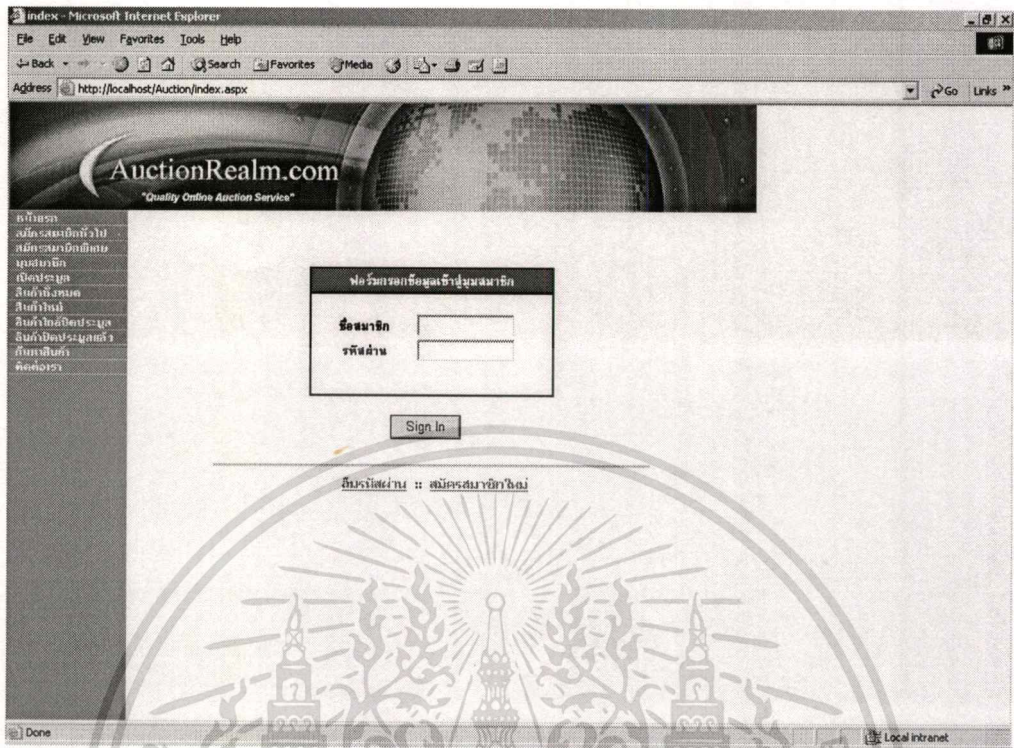 index - Microsoft Internet Explorer
File Edit View Favorites Tools Help
Back Search Favorites Media
Address http://localhost/Auction/index.aspx Go Links »
AuctionRealm.com
"Quality Online Auction Service"
หน้าแรก
สมัครสมาชิกทั่วไป
สมัครสมาชิกพิเศษ
มุมสมาชิก
เปิดประมูล
สินค้าทั้งหมด
สินค้าใหม่
สินค้าใกล้ปิดประมูล
สินค้าปิดประมูลแล้ว
ค้นหาสินค้า
ติดต่อเรา
ฟอร์มกรอกข้อมูลเข้าสู่มุมสมาชิก
ชื่อสมาชิก
รหัสผ่าน
Sign In
ลืมรหัสผ่าน :: สมัครสมาชิกใหม่
Done Local intranet